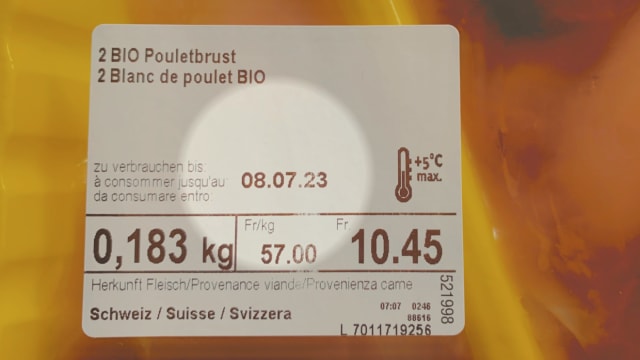 2 BIO Pouletbrust
2 Blanc de poulet BIO
zu verbrauchen bis:
à consommer jusqu'au:
da consumare entro:
08.07.23
+5°C
max.
Fr/kg
Fr.
0,183 kg
57.00
10.45
Herkunft Fleisch/Provenance viande/Provenienza carne
Schweiz / Suisse / Svizzera
07:07 0246
88616
L 7011719256
521998